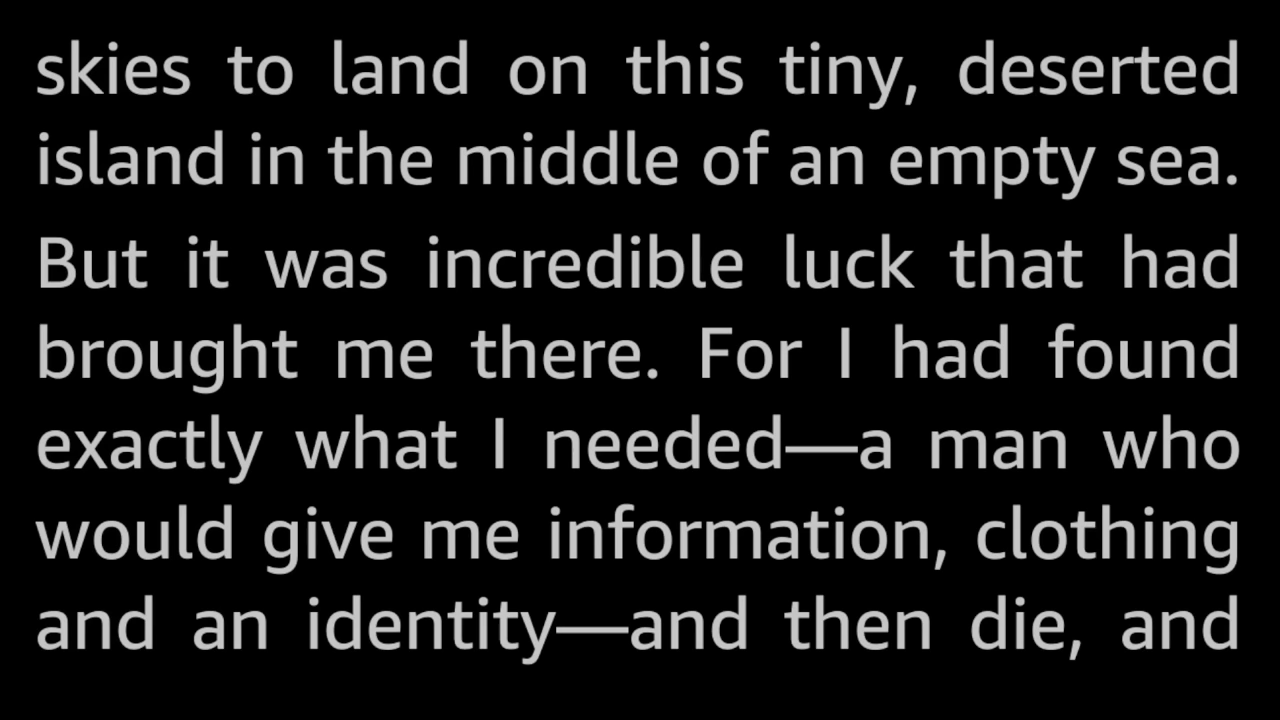 skies to land on this tiny, deserted
island in the middle of an empty sea.
But it was incredible luck that had
brought me there. For I had found
exactly what I needed—a man who
would give me information, clothing
and an identity—and then die, and